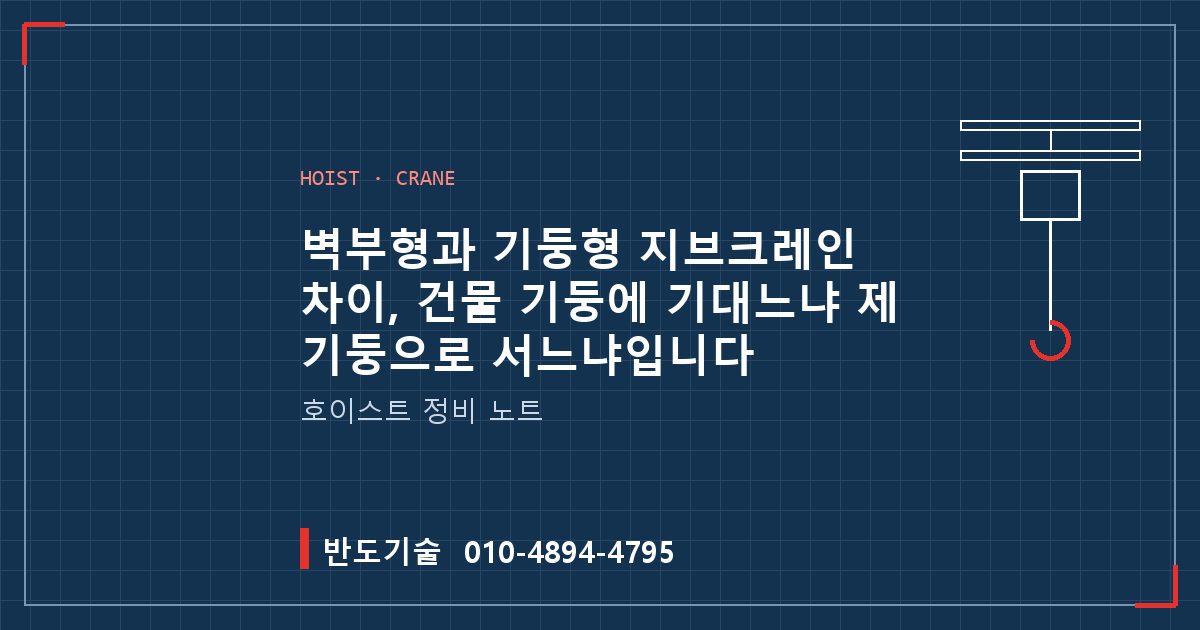 HOIST · CRANE
벽부형과 기둥형 지브크레인
차이, 건물 기둥에 기대느냐 제
기둥으로 서느냐입니다
호이스트 정비 노트
반도기술 010-4894-4795